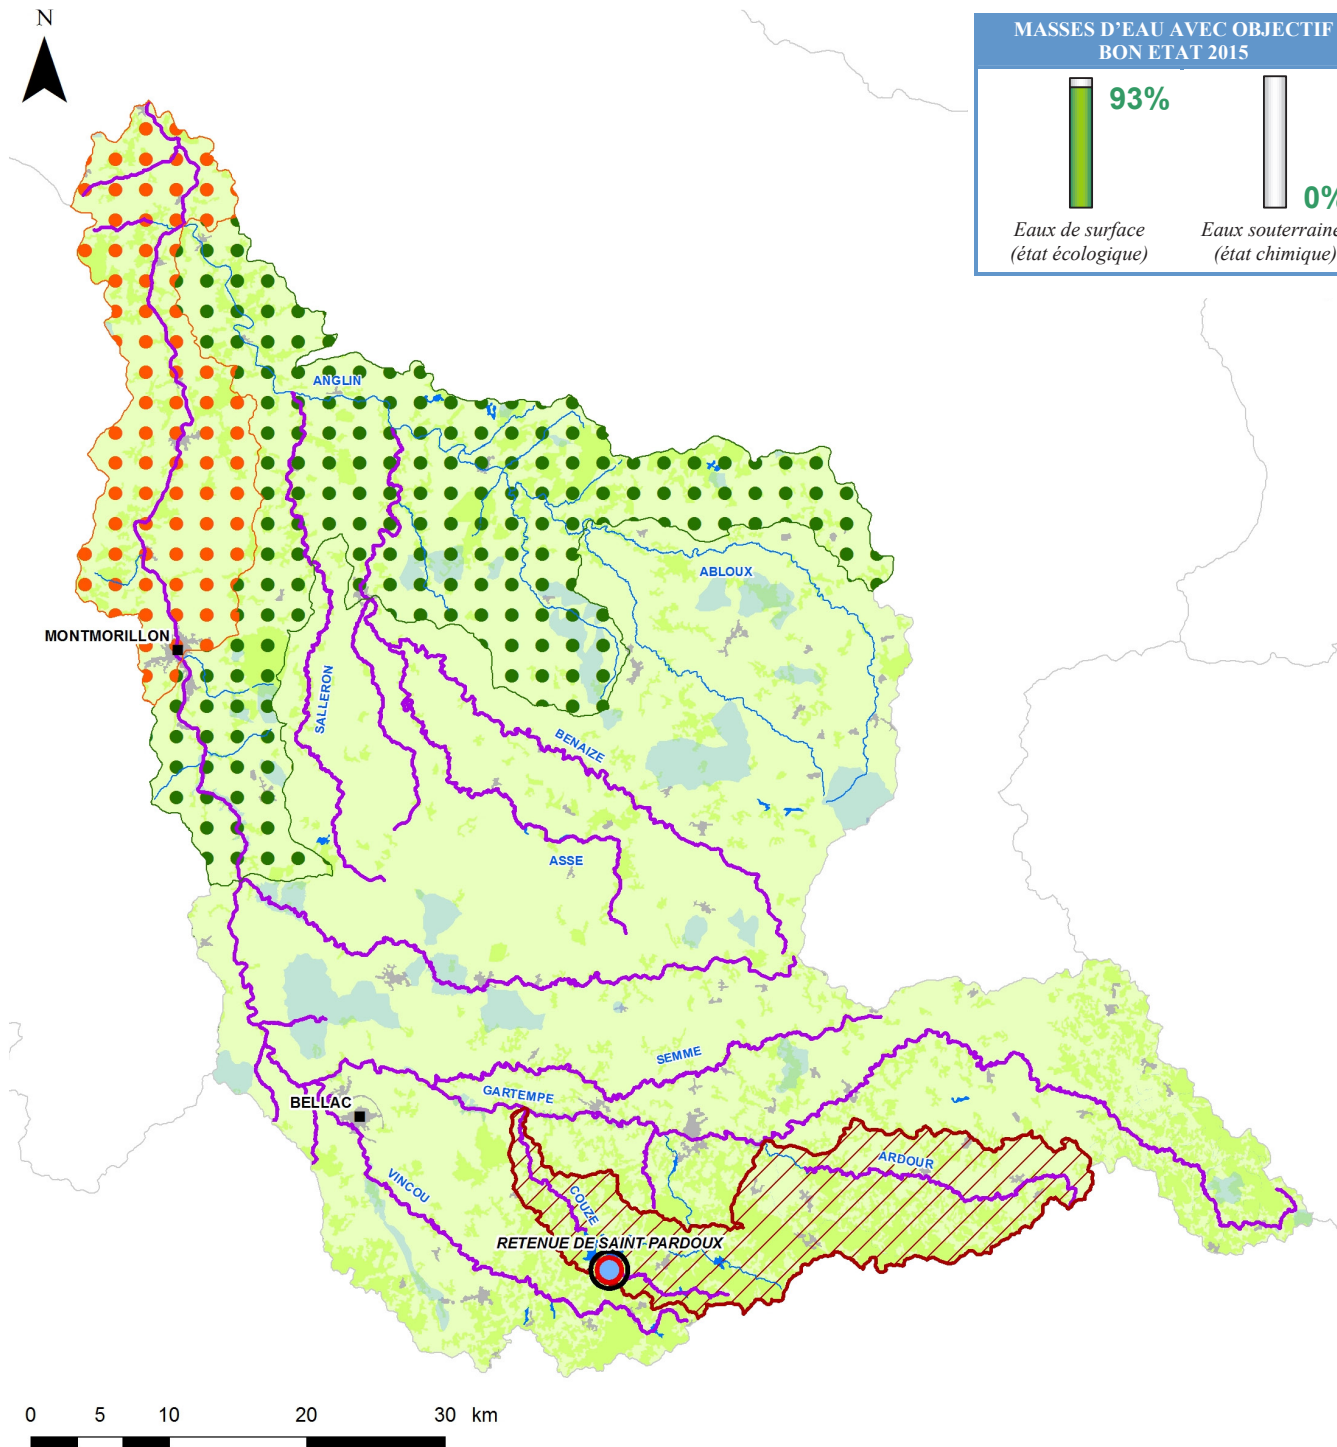 N
MASSES D'EAU AVEC OBJECTIF
BON ETAT 2015
93%
0%
Eaux de surface
(état écologique)
Eaux souterraine
(état chimique)
ANGLIN
ABLOUX
MONTMORILLON
SALLERON
BENAIZE
ASSE
SEMME
GARTEMPE
BELLAC
VINCOU
ARDOUR
COUZE
RETENUE DE SAINT-PARDOUX
0 5 10 20 30 km